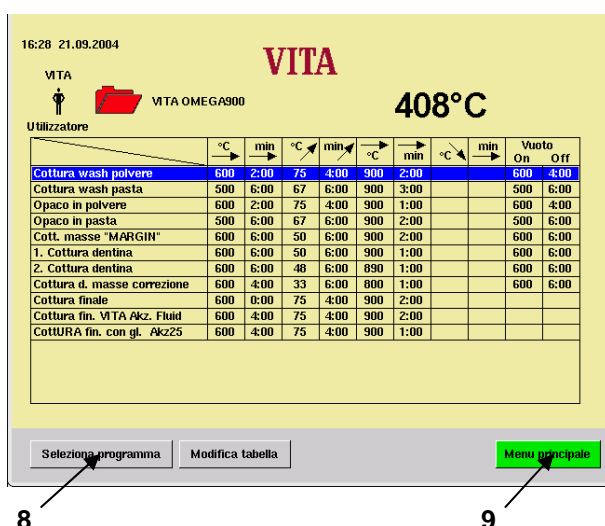 16:28 21.09.2004
VITA
VITA
VITA OMEGA900
408°C
Utilizzatore
°C min °C min °C min °C min Vuoto
On Off
Cottura wash polvere 600 2:00 75 4:00 900 2:00 600 4:00
Cottura wash pasta 500 6:00 67 6:00 900 3:00 500 6:00
Opaco in polvere 600 2:00 75 4:00 900 1:00 600 4:00
Opaco in pasta 500 6:00 67 6:00 900 2:00 500 6:00
Cott. masse "MARGIN" 600 6:00 50 6:00 900 2:00 600 6:00
1. Cottura dentina 600 6:00 50 6:00 900 1:00 600 6:00
2. Cottura dentina 600 6:00 48 6:00 890 1:00 600 6:00
Cottura d. masse correzione 600 4:00 33 6:00 800 1:00 600 6:00
Cottura finale 600 0:00 75 4:00 900 2:00
Cottura fin. VITA Akz. Fluid 600 4:00 75 4:00 900 2:00
CottURA fin. con gl. Akz25 600 4:00 75 4:00 900 1:00
Seleziona programma Modifica tabella Menu principale
8 9